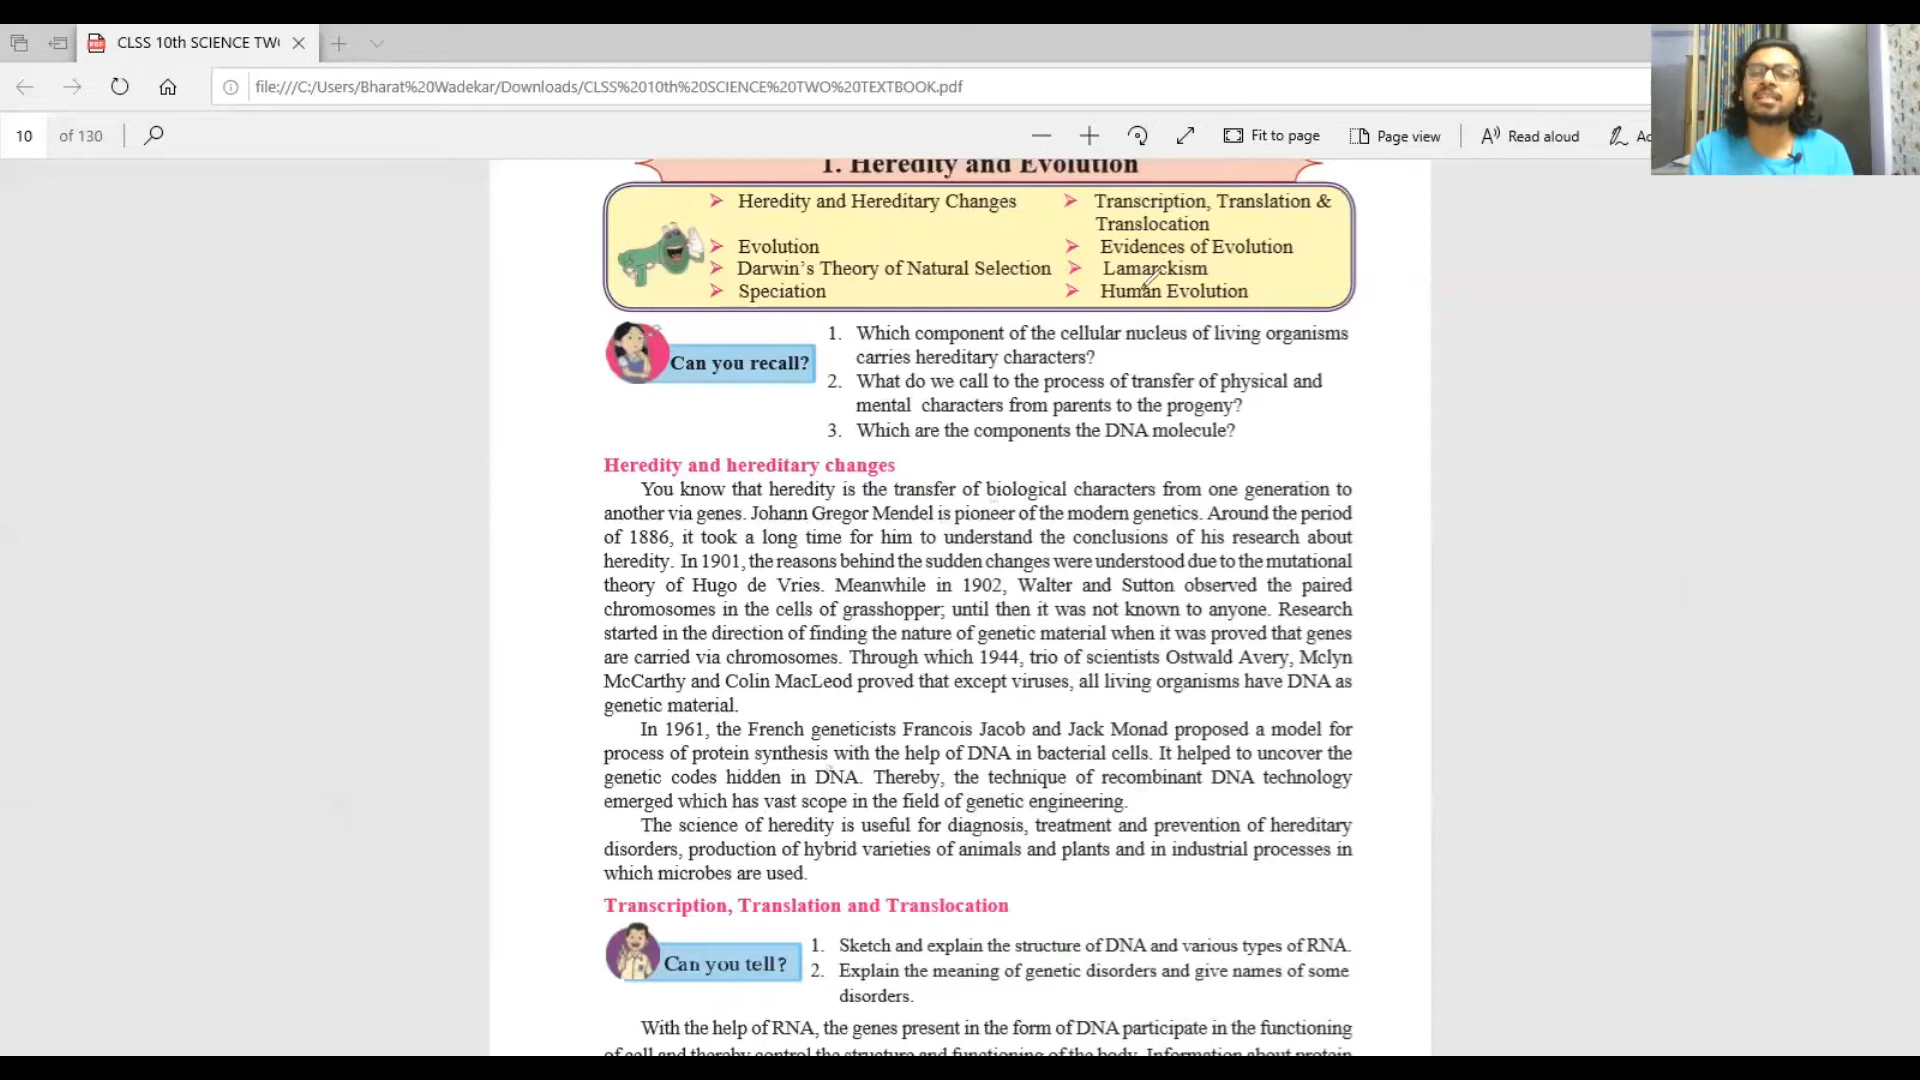 CLSS 10th SCIENCE TW
file:///C:/Users/Bharat%20Wadekar/Downloads/CLSS%2010th%20SCIENCE%20TWO%20TEXTBOOK.pdf
10 of 130 Fit to page Page view Read aloud
1. Heredity and Evolution
Heredity and Hereditary Changes
Transcription, Translation &
Translocation
Evolution
Evidences of Evolution
Darwin's Theory of Natural Selection
Lamarckism
Speciation
Human Evolution
Can you recall?
1. Which component of the cellular nucleus of living organisms
carries hereditary characters?
2. What do we call to the process of transfer of physical and
mental characters from parents to the progeny?
3. Which are the components the DNA molecule?
Heredity and hereditary changes
You know that heredity is the transfer of biological characters from one generation to
another via genes. Johann Gregor Mendel is pioneer of the modern genetics. Around the period
of 1886, it took a long time for him to understand the conclusions of his research about
heredity. In 1901, the reasons behind the sudden changes were understood due to the mutational
theory of Hugo de Vries. Meanwhile in 1902, Walter and Sutton observed the paired
chromosomes in the cells of grasshopper; until then it was not known to anyone. Research
started in the direction of finding the nature of genetic material when it was proved that genes
are carried via chromosomes. Through which 1944, trio of scientists Ostwald Avery, Mclyn
McCarthy and Colin MacLeod proved that except viruses, all living organisms have DNA as
genetic material.
In 1961, the French geneticists Francois Jacob and Jack Monad proposed a model for
process of protein synthesis with the help of DNA in bacterial cells. It helped to uncover the
genetic codes hidden in DNA. Thereby, the technique of recombinant DNA technology
emerged which has vast scope in the field of genetic engineering.
The science of heredity is useful for diagnosis, treatment and prevention of hereditary
disorders, production of hybrid varieties of animals and plants and in industrial processes in
which microbes are used.
Transcription, Translation and Translocation
Can you tell?
1. Sketch and explain the structure of DNA and various types of RNA.
2. Explain the meaning of genetic disorders and give names of some
disorders.
With the help of RNA, the genes present in the form of DNA participate in the functioning
of cell and thereby control the structure and functioning of the body. Information about protein